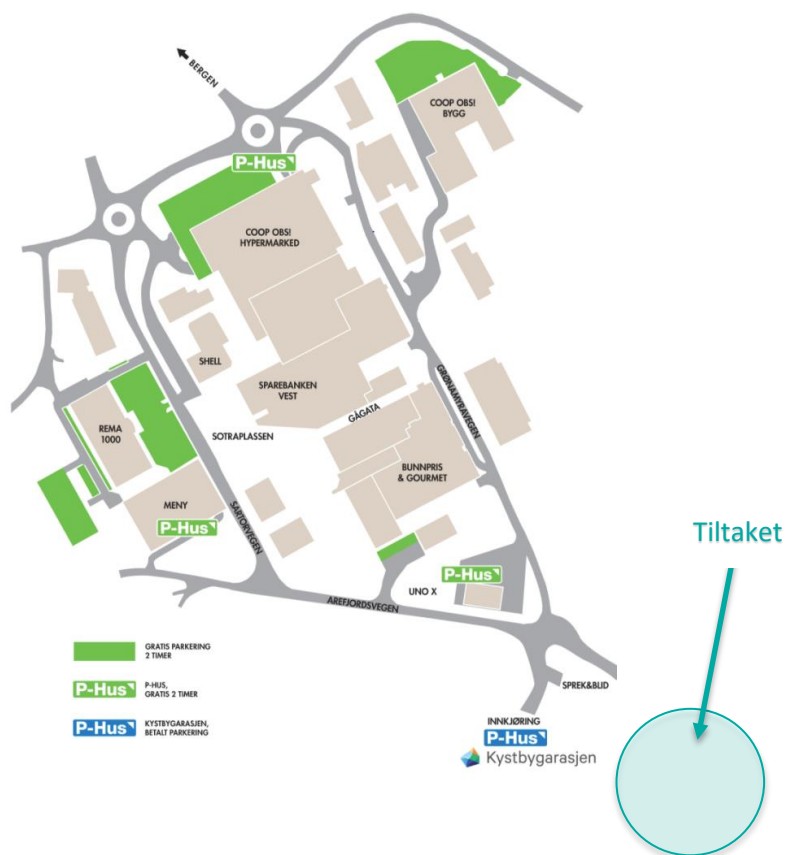 BERGEN
COOP OBS!
BYGG
P-Hus
COOP OBS!
HYPERMARKED
SHELL
SPAREBANKEN
VEST
GRØNAMYRAVEGEN
GÅGATA
REMA
1000
SOTRAPLASSEN
BUNNPRIS
& GOURMET
MENY
P-Hus
SARTORVEGEN
Tiltaket
P-Hus
UNO X
AREFJORDSVEGEN
GRATIS PARKERING
2 TIMER
P-Hus
P-HUS,
GRATIS 2 TIMER
SPREK&BLID
P-Hus
KYSTBYGARASJEN,
BETALT PARKERING
INNKJØRING
P-Hus
Kystbygarasjen